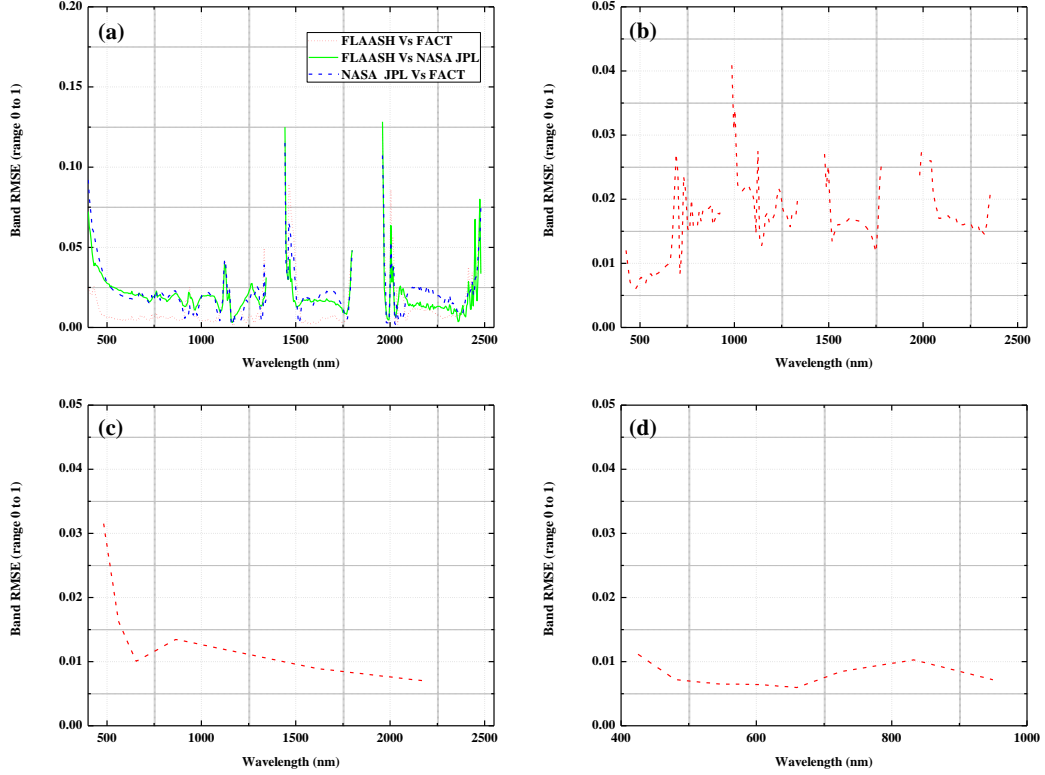 (a)
FLAASH Vs FACT
FLAASH Vs NASA JPL
NASA JPL Vs FACT
0.20
0.15
0.10
0.05
0.00
Band RMSE (range 0 to 1)
500 1000 1500 2000 2500
Wavelength (nm)
(b)
0.05
0.04
0.03
0.02
0.01
0.00
Band RMSE (range 0 to 1)
500 1000 1500 2000 2500
Wavelength (nm)
(c)
0.05
0.04
0.03
0.02
0.01
0.00
Band RMSE (range 0 to 1)
500 1000 1500 2000 2500
Wavelength (nm)
(d)
0.05
0.04
0.03
0.02
0.01
0.00
Band RMSE (range 0 to 1)
400 600 800 1000
Wavelength (nm)